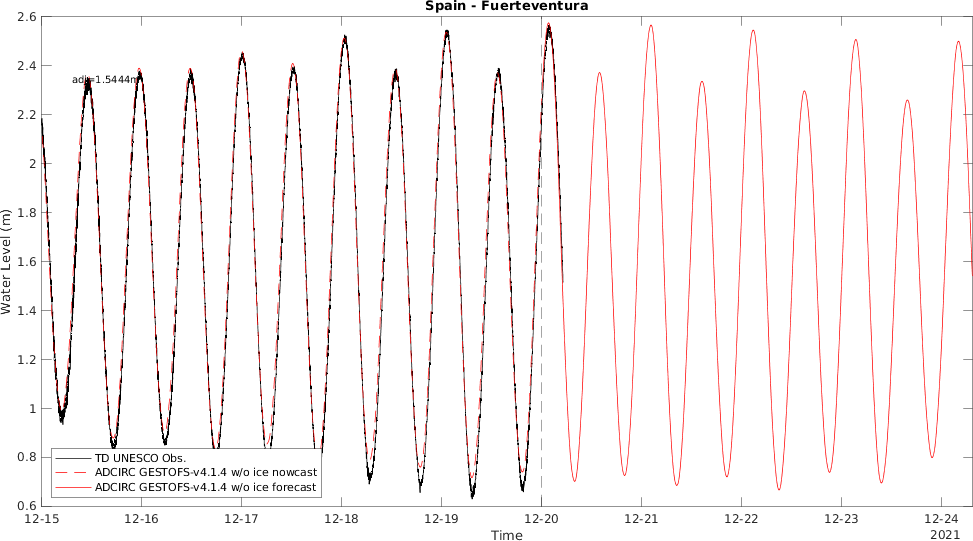 Spain - Fuerteventura
2.6
2.4
adj=1.5444m
2.2
2
1.8
1.6
1.4
1.2
1
0.8
0.6
Water Level (m)
TD UNESCO Obs.
ADCIRC GESTOFS-v4.1.4 w/o ice nowcast
ADCIRC GESTOFS-v4.1.4 w/o ice forecast
12-15 12-16 12-17 12-18 12-19 12-20 12-21 12-22 12-23 12-24
Time 2021